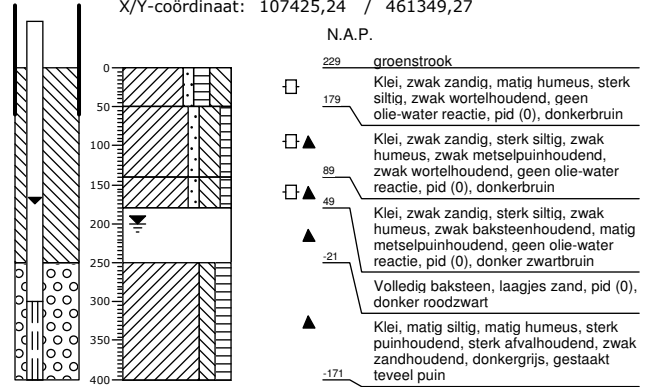 X/Y-coördinaat: 107425,24 / 461349,27
N.A.P.
229 groenstrook
Klei, zwak zandig, matig humeus, sterk
siltig, zwak wortelhoudend, geen
olie-water reactie, pid (0), donkerbruin
179
Klei, zwak zandig, sterk siltig, zwak
humeus, zwak metselpuinhoudend,
zwak wortelhoudend, geen olie-water
reactie, pid (0), donkerbruin
89
49
Klei, zwak zandig, sterk siltig, zwak
humeus, zwak baksteenhoudend, matig
metselpuinhoudend, geen olie-water
reactie, pid (0), donker zwartbruin
-21
Volledig baksteen, laagjes zand, pid (0),
donker roodzwart
Klei, matig siltig, matig humeus, sterk
puinhoudend, sterk afvalhoudend, zwak
zandhoudend, donkergrijs, gestaakt
teveel puin
-171
0
50
100
150
200
250
300
350
400